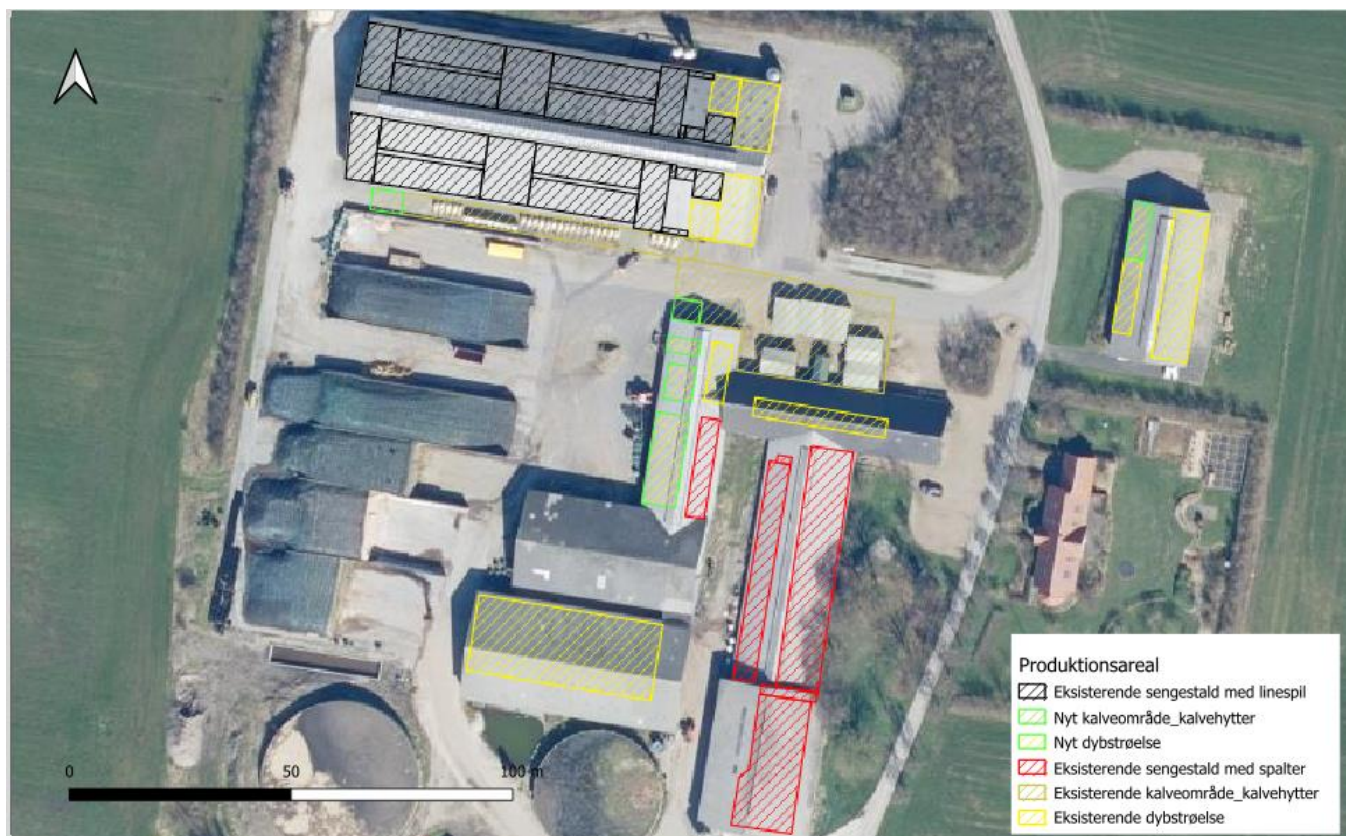 0
50
100 m
Produktionsareal
Eksisterende sengestald med linespil
Nyt kalveområde_kalvehytter
Nyt dybstrøelse
Eksisterende sengestald med spalter
Eksisterende kalveområde_kalvehytter
Eksisterende dybstrøelse